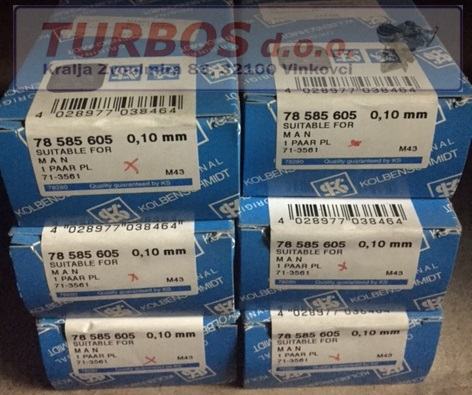 TURBOS d.o.o.
Kralja Zvonimira 83, 32100 Vinkovci
4 028977 038464
78 585 605 0,10 mm
SUITABLE FOR
M A N
1 PAAR PL
71-3561 M43
78280 Quality guaranteed by KS
4 028977 038464
78 585 605 0,10 mm
SUITABLE FOR
M A N
1 PAAR PL
71-3561 M43
78280 Quality guaranteed by KS
KOLBENSCHMIDT
4 028977 038464
78 585 605 0,10 mm
SUITABLE FOR
M A N
1 PAAR PL
71-3561 M43
KOLBENSCHMIDT
4 028977 038464
78 585 605 0,10 mm
SUITABLE FOR
M A N
1 PAAR PL
71-3561 M43
KOLBENSCHMIDT
78 585 605 0,10 mm
SUITABLE FOR
M A N
1 PAAR PL
71-3561 M43
78 585 605 0,10 mm
SUITABLE FOR
M A N
1 PAAR PL
71-3561 M43